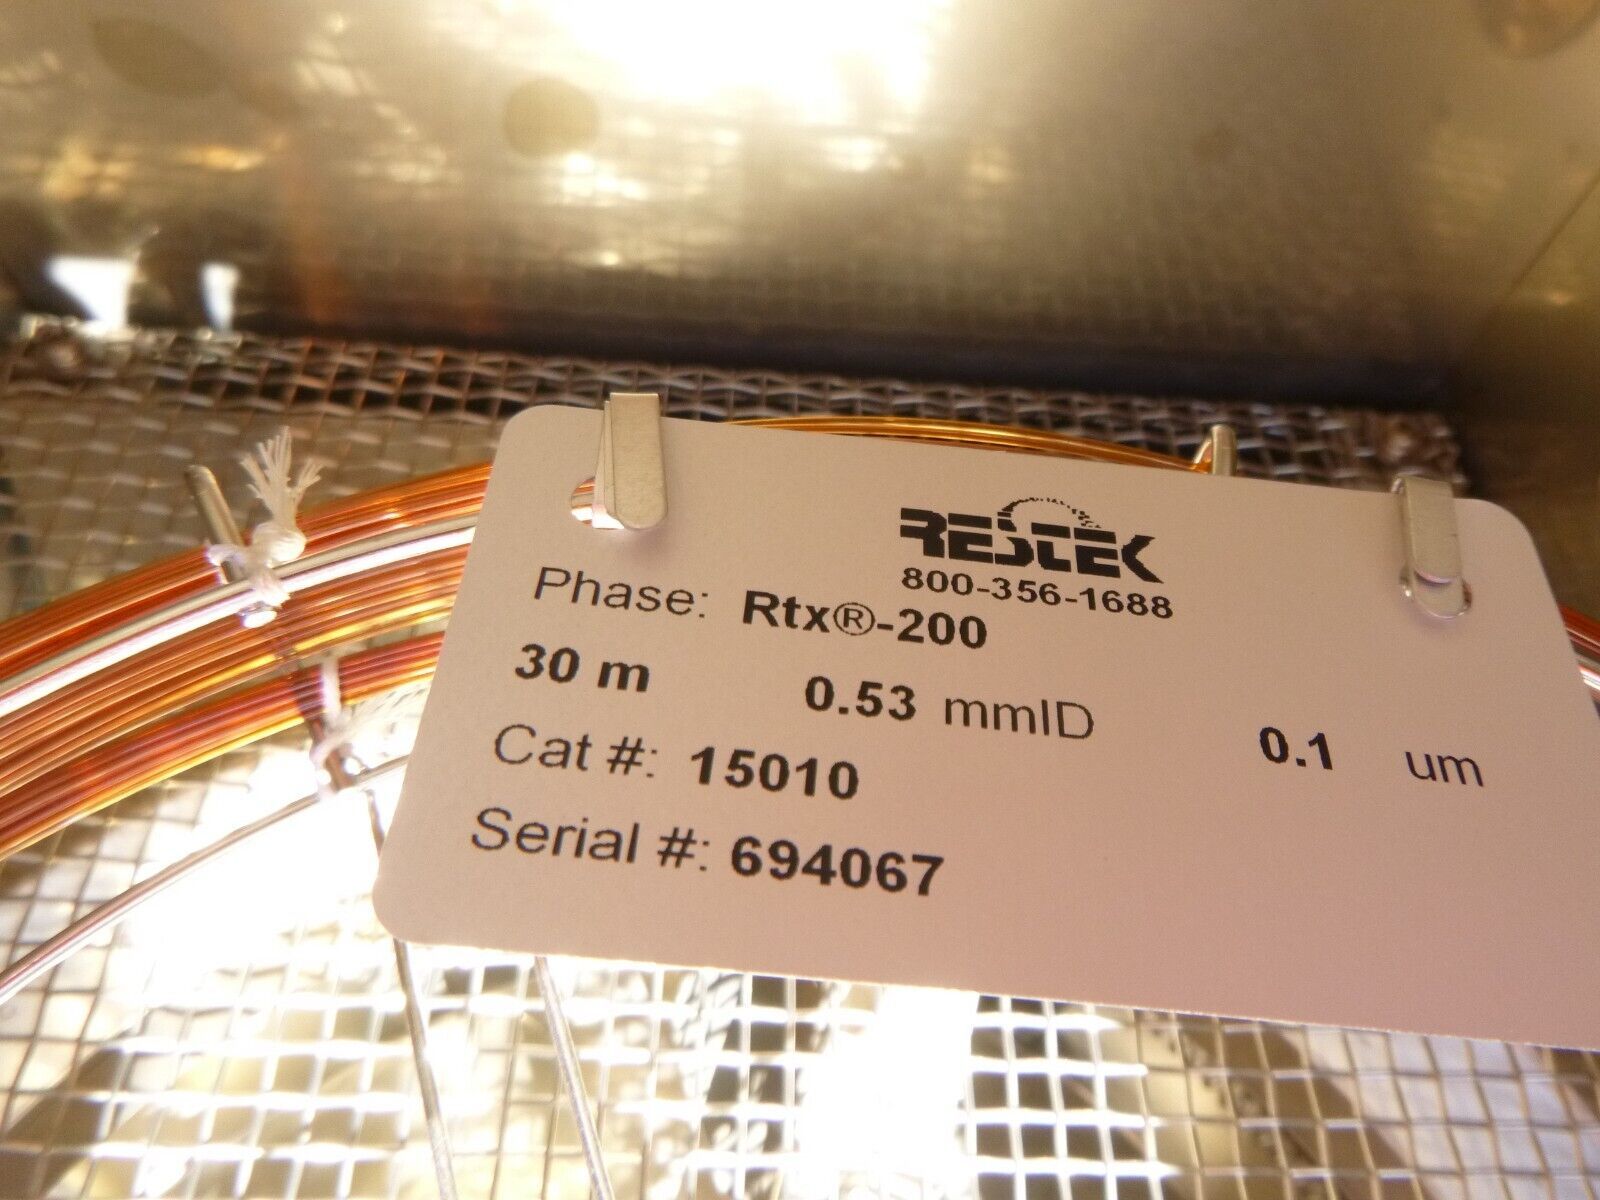 RESTEK
800-356-1688
Phase: Rtx®-200
30 m 0.53 mmID 0.1 um
Cat #: 15010
Serial #: 694067